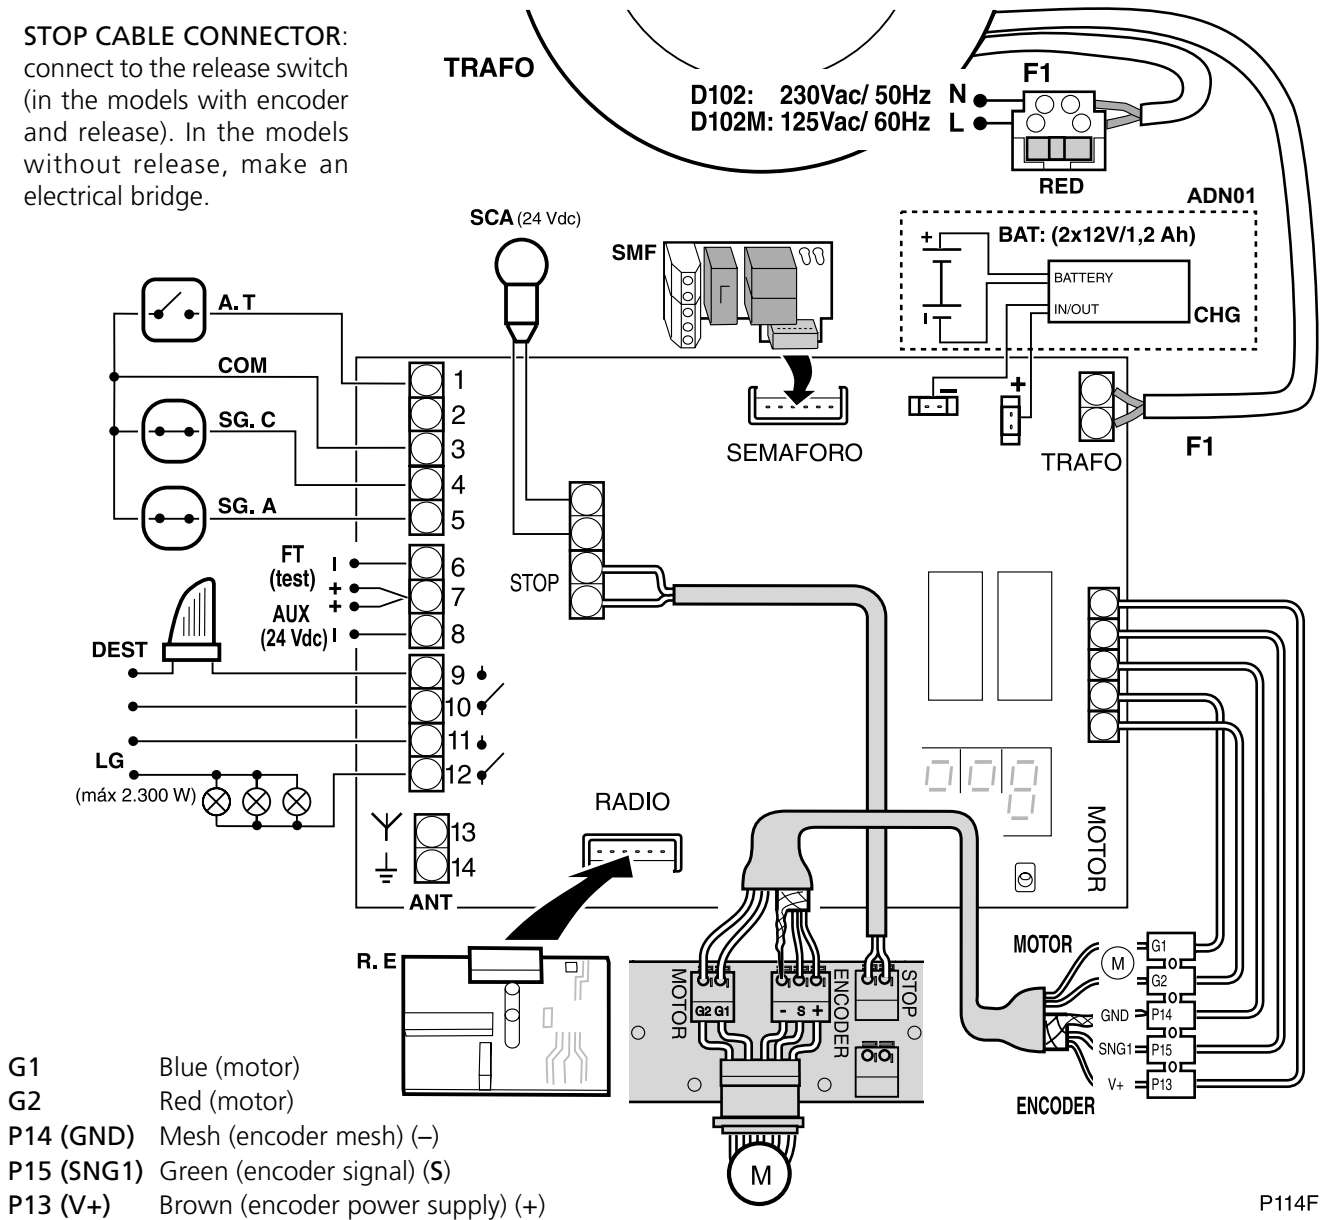 STOP CABLE CONNECTOR:
connect to the release switch
(in the models with encoder
and release). In the models
without release, make an
electrical bridge.
TRAFO
D102: 230Vac/ 50Hz N
D102M: 125Vac/ 60Hz L
F1
RED
ADN01
BAT: (2x12V/1,2 Ah)
+
BATTERY
IN/OUT
CHG
SCA (24 Vdc)
SMF
A.T
COM
SG. C
SG. A
1
2
3
4
5
6
7
8
9
10
11
12
13
14
FT
(test)
AUX
(24 Vdc)
+
+
DEST
LG
(máx 2.300 W)
ANT
STOP
SEMAFORO
–
+
TRAFO
F1
RADIO
MOTOR
R. E
MOTOR
G2 G1
- S +
ENCODER
STOP
M
MOTOR
M
G1
G2
GND P14
SNG1 P15
V+ P13
ENCODER
G1 Blue (motor)
G2 Red (motor)
P14 (GND) Mesh (encoder mesh) (–)
P15 (SNG1) Green (encoder signal) (S)
P13 (V+) Brown (encoder power supply) (+)
P114F